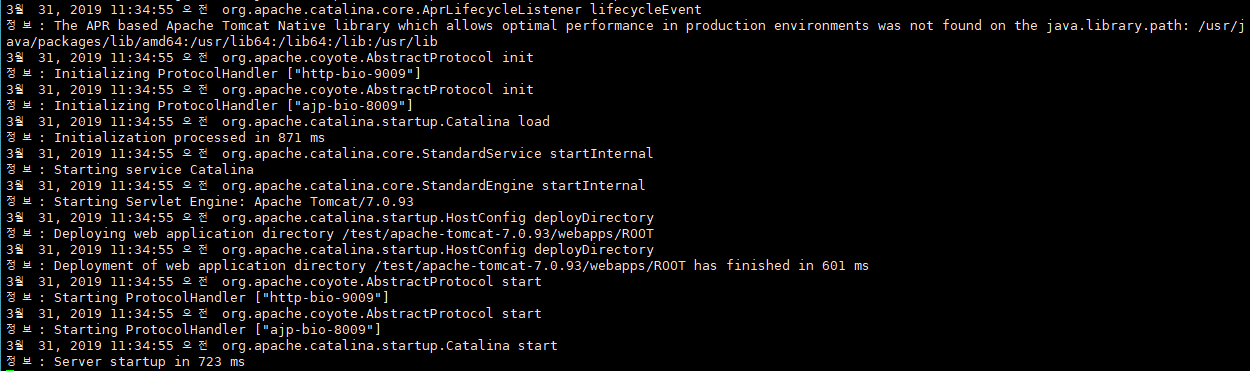 3월  31, 2019 11:34:55 오전  org.apache.catalina.core.AprLifecycleListener lifecycleEvent
정보: The APR based Apache Tomcat Native library which allows optimal performance in production environments was not found on the java.library.path: /usr/j
ava/packages/lib/amd64:/usr/lib64:/lib64:/lib:/usr/lib
3월  31, 2019 11:34:55 오전  org.apache.coyote.AbstractProtocol init
정보: Initializing ProtocolHandler ["http-bio-9009"]
3월  31, 2019 11:34:55 오전  org.apache.coyote.AbstractProtocol init
정보: Initializing ProtocolHandler ["ajp-bio-8009"]
3월  31, 2019 11:34:55 오전  org.apache.catalina.startup.Catalina load
정보: Initialization processed in 871 ms
3월  31, 2019 11:34:55 오전  org.apache.catalina.core.StandardService startInternal
정보: Starting service Catalina
3월  31, 2019 11:34:55 오전  org.apache.catalina.core.StandardEngine startInternal
정보: Starting Servlet Engine: Apache Tomcat/7.0.93
3월  31, 2019 11:34:55 오전  org.apache.catalina.startup.HostConfig deployDirectory
정보: Deploying web application directory /test/apache-tomcat-7.0.93/webapps/ROOT
3월  31, 2019 11:34:55 오전  org.apache.catalina.startup.HostConfig deployDirectory
정보: Deployment of web application directory /test/apache-tomcat-7.0.93/webapps/ROOT has finished in 601 ms
3월  31, 2019 11:34:55 오전  org.apache.coyote.AbstractProtocol start
정보: Starting ProtocolHandler ["http-bio-9009"]
3월  31, 2019 11:34:55 오전  org.apache.coyote.AbstractProtocol start
정보: Starting ProtocolHandler ["ajp-bio-8009"]
3월  31, 2019 11:34:55 오전  org.apache.catalina.startup.Catalina start
정보: Server startup in 723 ms